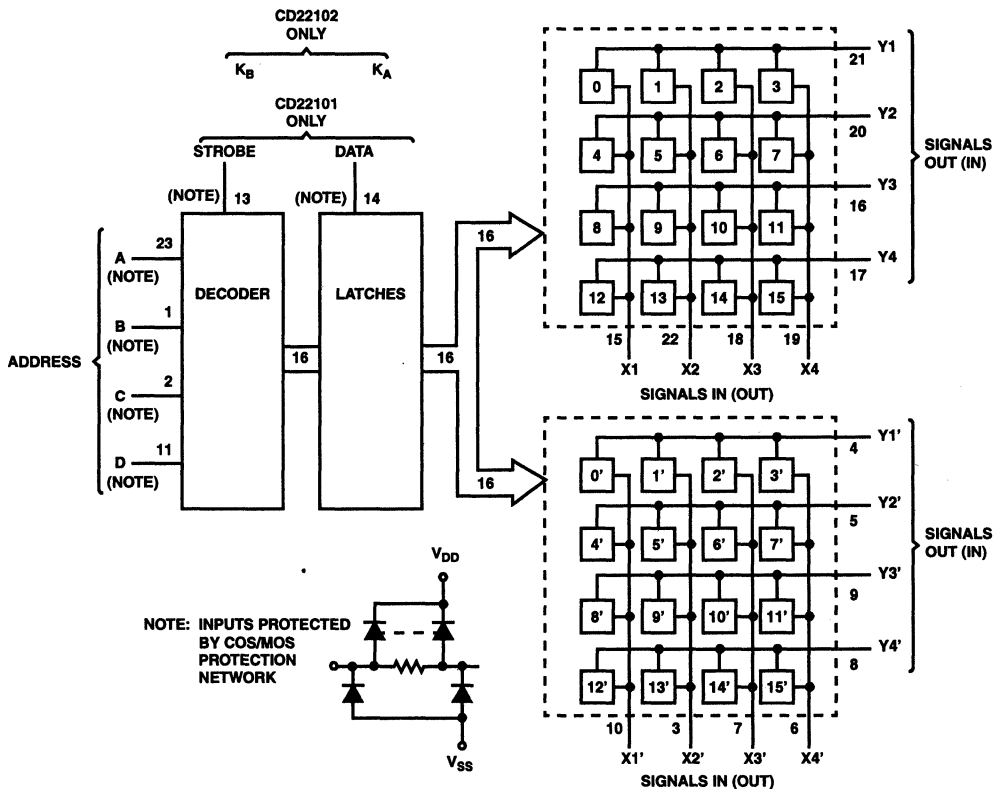 CD22102
ONLY
KB KA
CD22101
ONLY
STROBE DATA
(NOTE) 13 (NOTE) 14
ADDRESS
A 23
(NOTE)
B 1
(NOTE)
C 2
(NOTE)
D 11
(NOTE)
DECODER
16
LATCHES
16
16
16
0 1 2 3
Y1
21
4 5 6 7
Y2
20
8 9 10 11
Y3
16
12 13 14 15
Y4
17
SIGNALS
OUT (IN)
15 22 18 19
X1 X2 X3 X4
SIGNALS IN (OUT)
0' 1' 2' 3'
Y1'
4
4' 5' 6' 7'
Y2'
5
8' 9' 10' 11'
Y3'
9
12' 13' 14' 15'
Y4'
8
SIGNALS
OUT (IN)
10 3 7 6
X1' X2' X3' X4'
SIGNALS IN (OUT)
NOTE: INPUTS PROTECTED
BY COS/MOS
PROTECTION
NETWORK
VDD
VSS